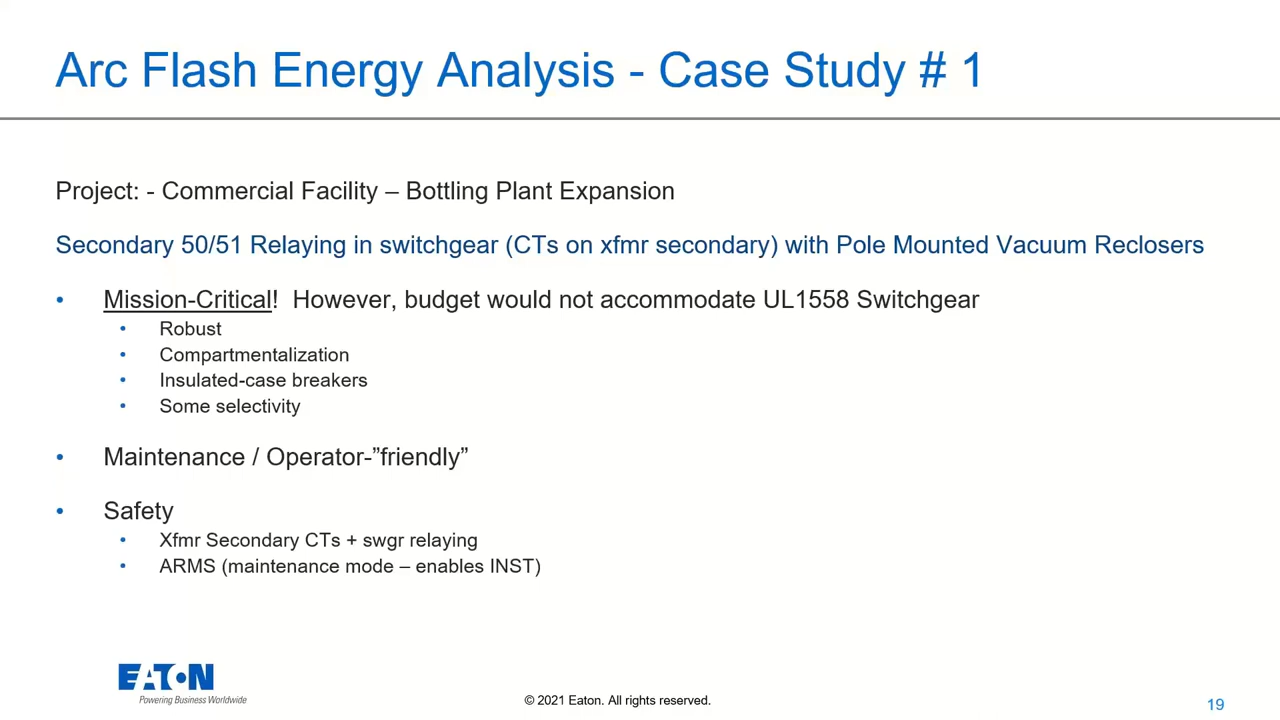 Arc Flash Energy Analysis - Case Study # 1
Project: - Commercial Facility – Bottling Plant Expansion
Secondary 50/51 Relaying in switchgear (CTs on xfmr secondary) with Pole Mounted Vacuum Reclosers
• Mission-Critical!  However, budget would not accommodate UL1558 Switchgear
• Robust
• Compartmentalization
• Insulated-case breakers
• Some selectivity
• Maintenance / Operator-”friendly”
• Safety
• Xfmr Secondary CTs + swgr relaying
• ARMS (maintenance mode – enables INST)
EATON
Powering Business Worldwide
© 2021 Eaton. All rights reserved.
19